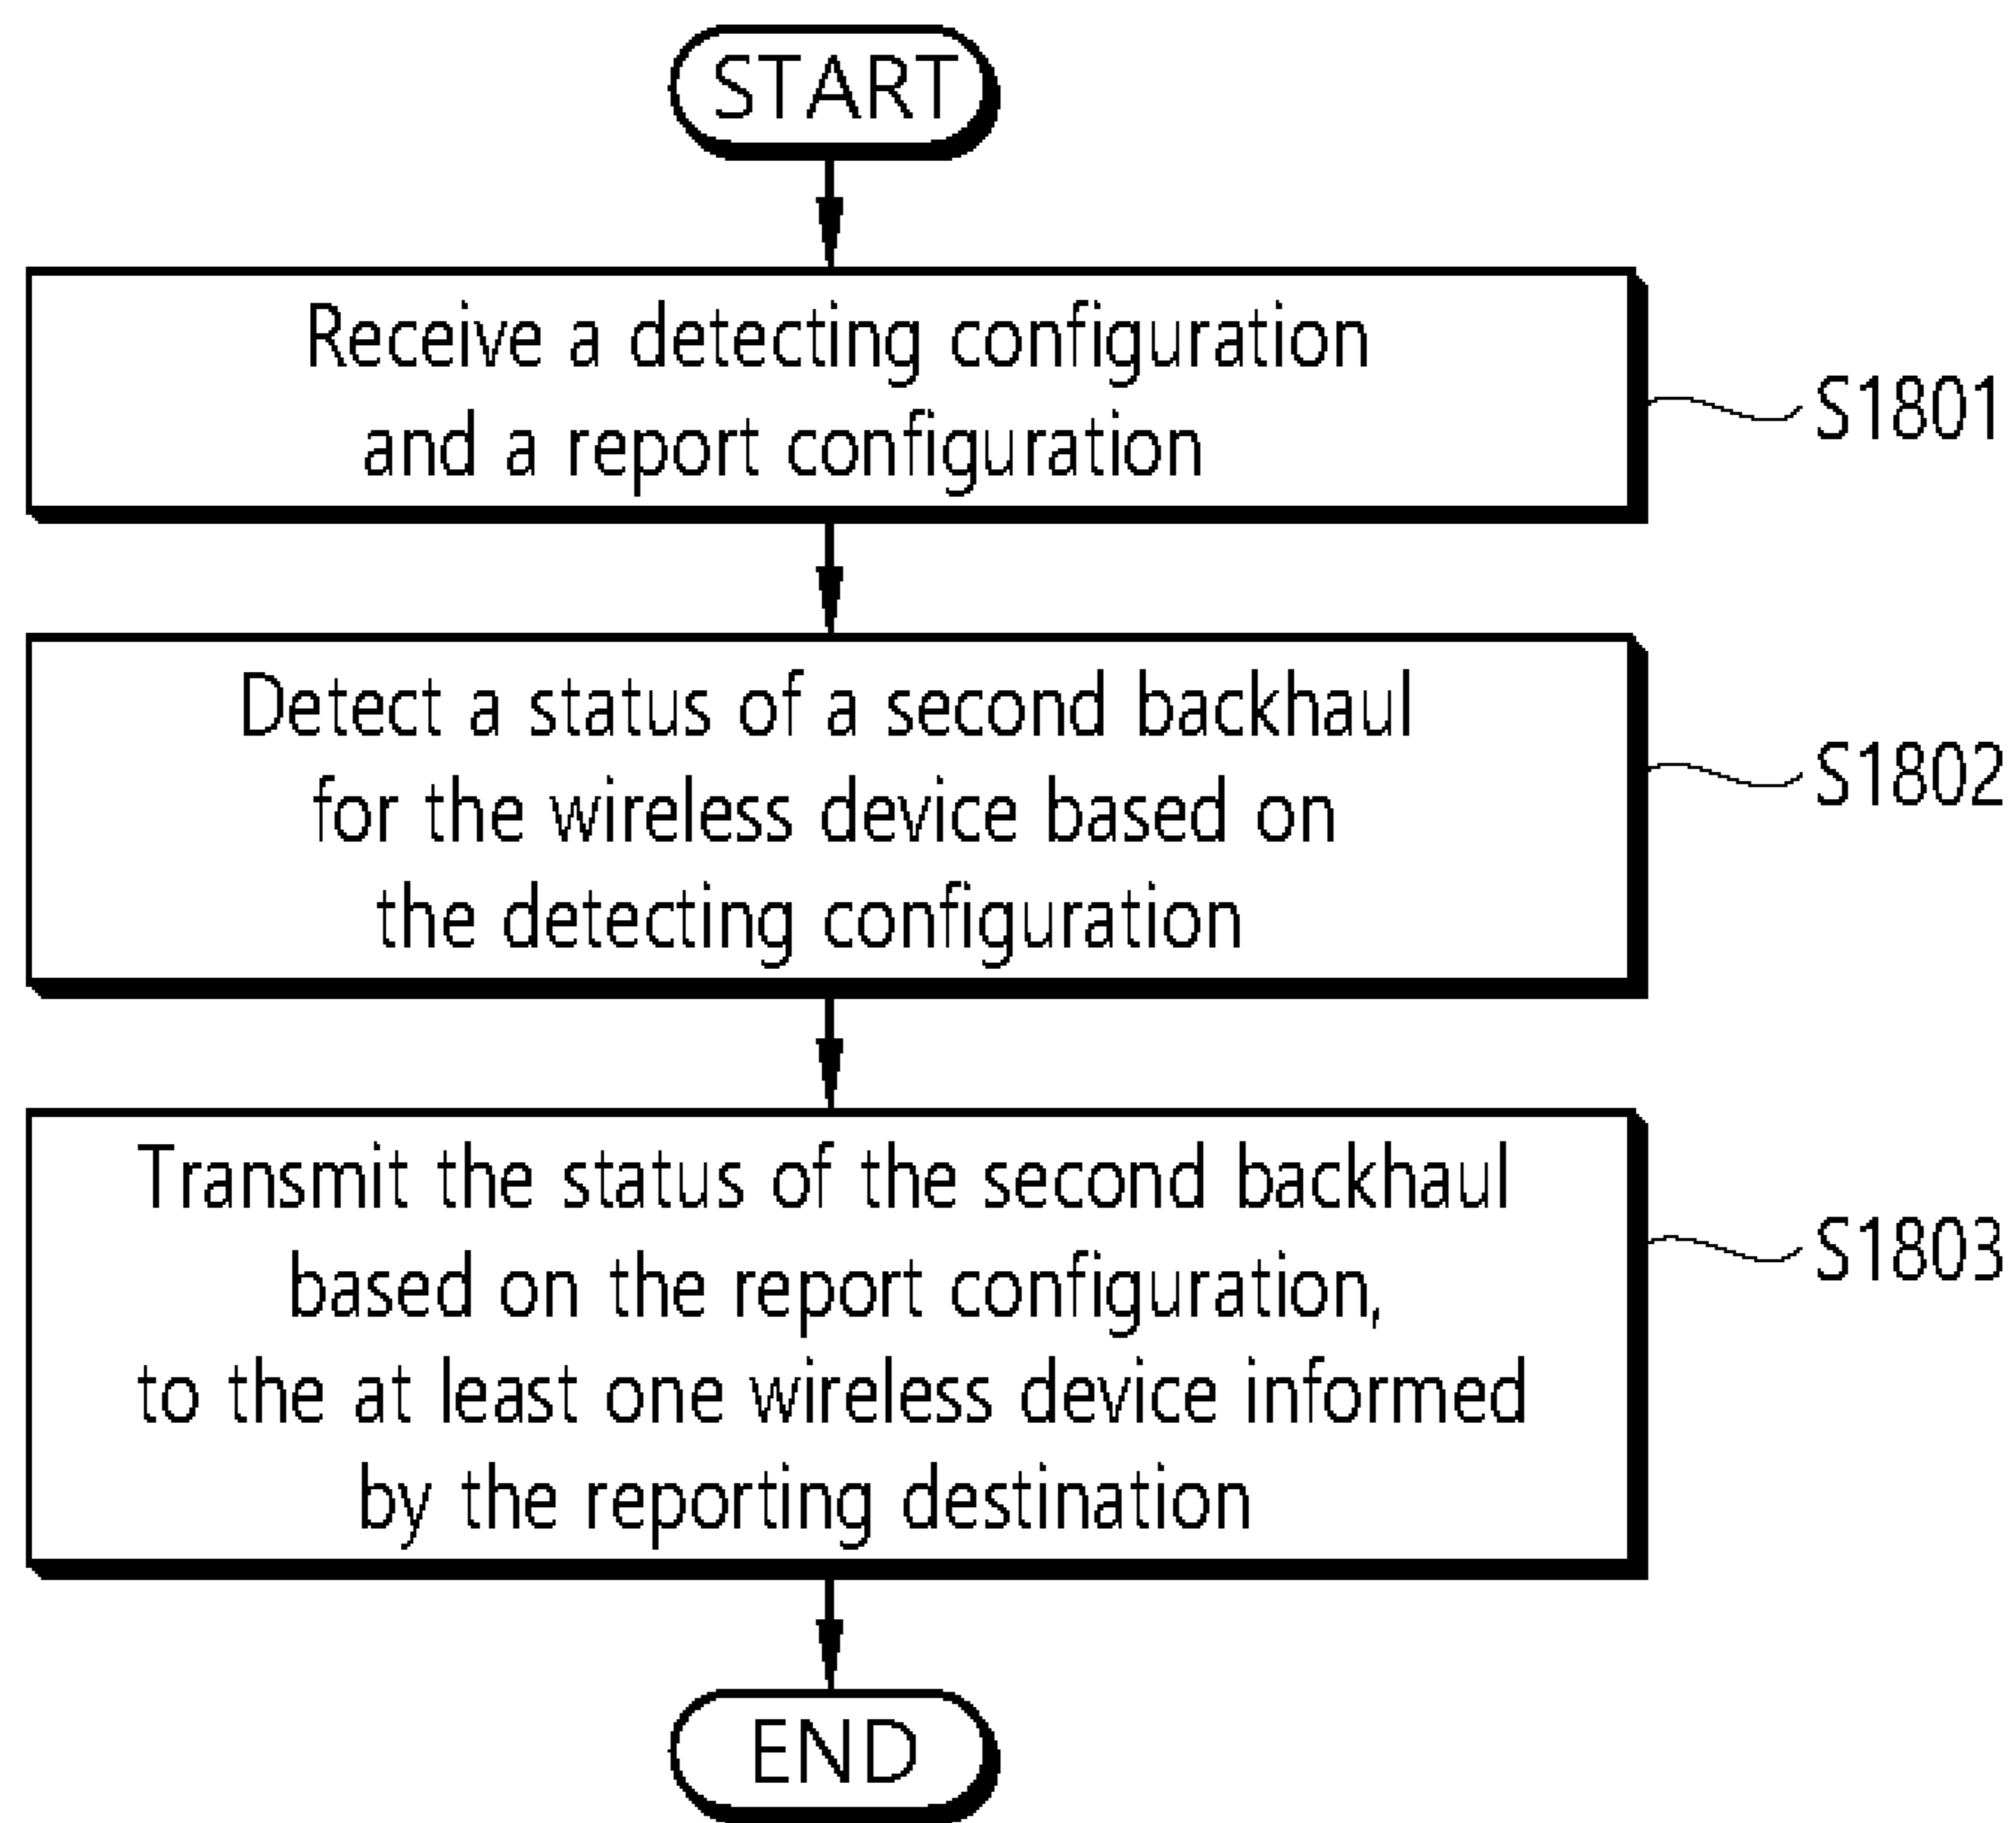 START
Receive a detecting configuration
and a report configuration
S1801
Detect a status of a second backhaul
for the wireless device based on
the detecting configuration
S1802
Transmit the status of the second backhaul
based on the report configuration,
to the at least one wireless device informed
by the reporting destination
S1803
END